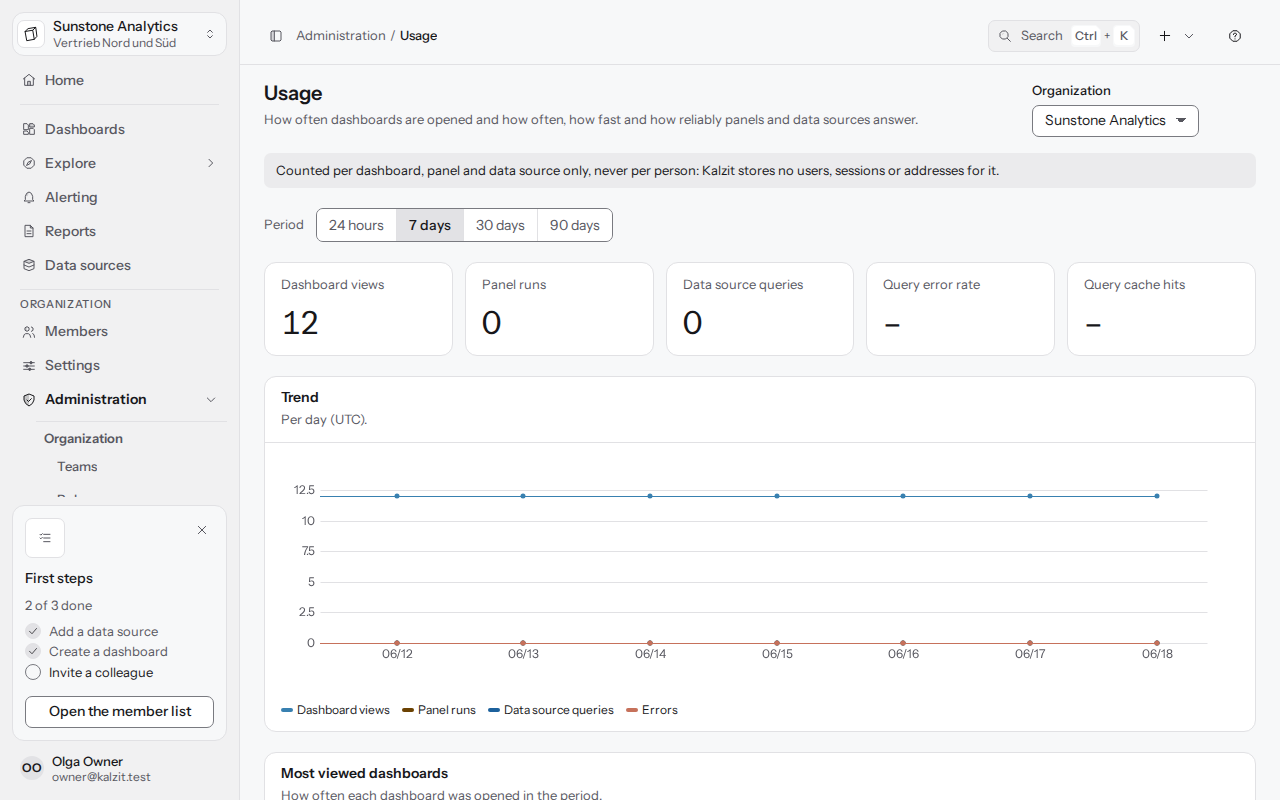 Sunstone Analytics
Vertrieb Nord und Süd
Home
Dashboards
Explore
Alerting
Reports
Data sources
ORGANIZATION
Members
Settings
Administration
Organization
Teams
First steps
2 of 3 done
Add a data source
Create a dashboard
Invite a colleague
Open the member list
OO
Olga Owner
owner@kalzit.test
Administration / Usage
Search Ctrl + K
Usage
How often dashboards are opened and how often, how fast and how reliably panels and data sources answer.
Organization
Sunstone Analytics
Counted per dashboard, panel and data source only, never per person: Kalzit stores no users, sessions or addresses for it.
Period 24 hours 7 days 30 days 90 days
Dashboard views
12
Panel runs
0
Data source queries
0
Query error rate
–
Query cache hits
–
Trend
Per day (UTC).
12.5
10
7.5
5
2.5
0
06/12 06/13 06/14 06/15 06/16 06/17 06/18
Dashboard views Panel runs Data source queries Errors
Most viewed dashboards
How often each dashboard was opened in the period.